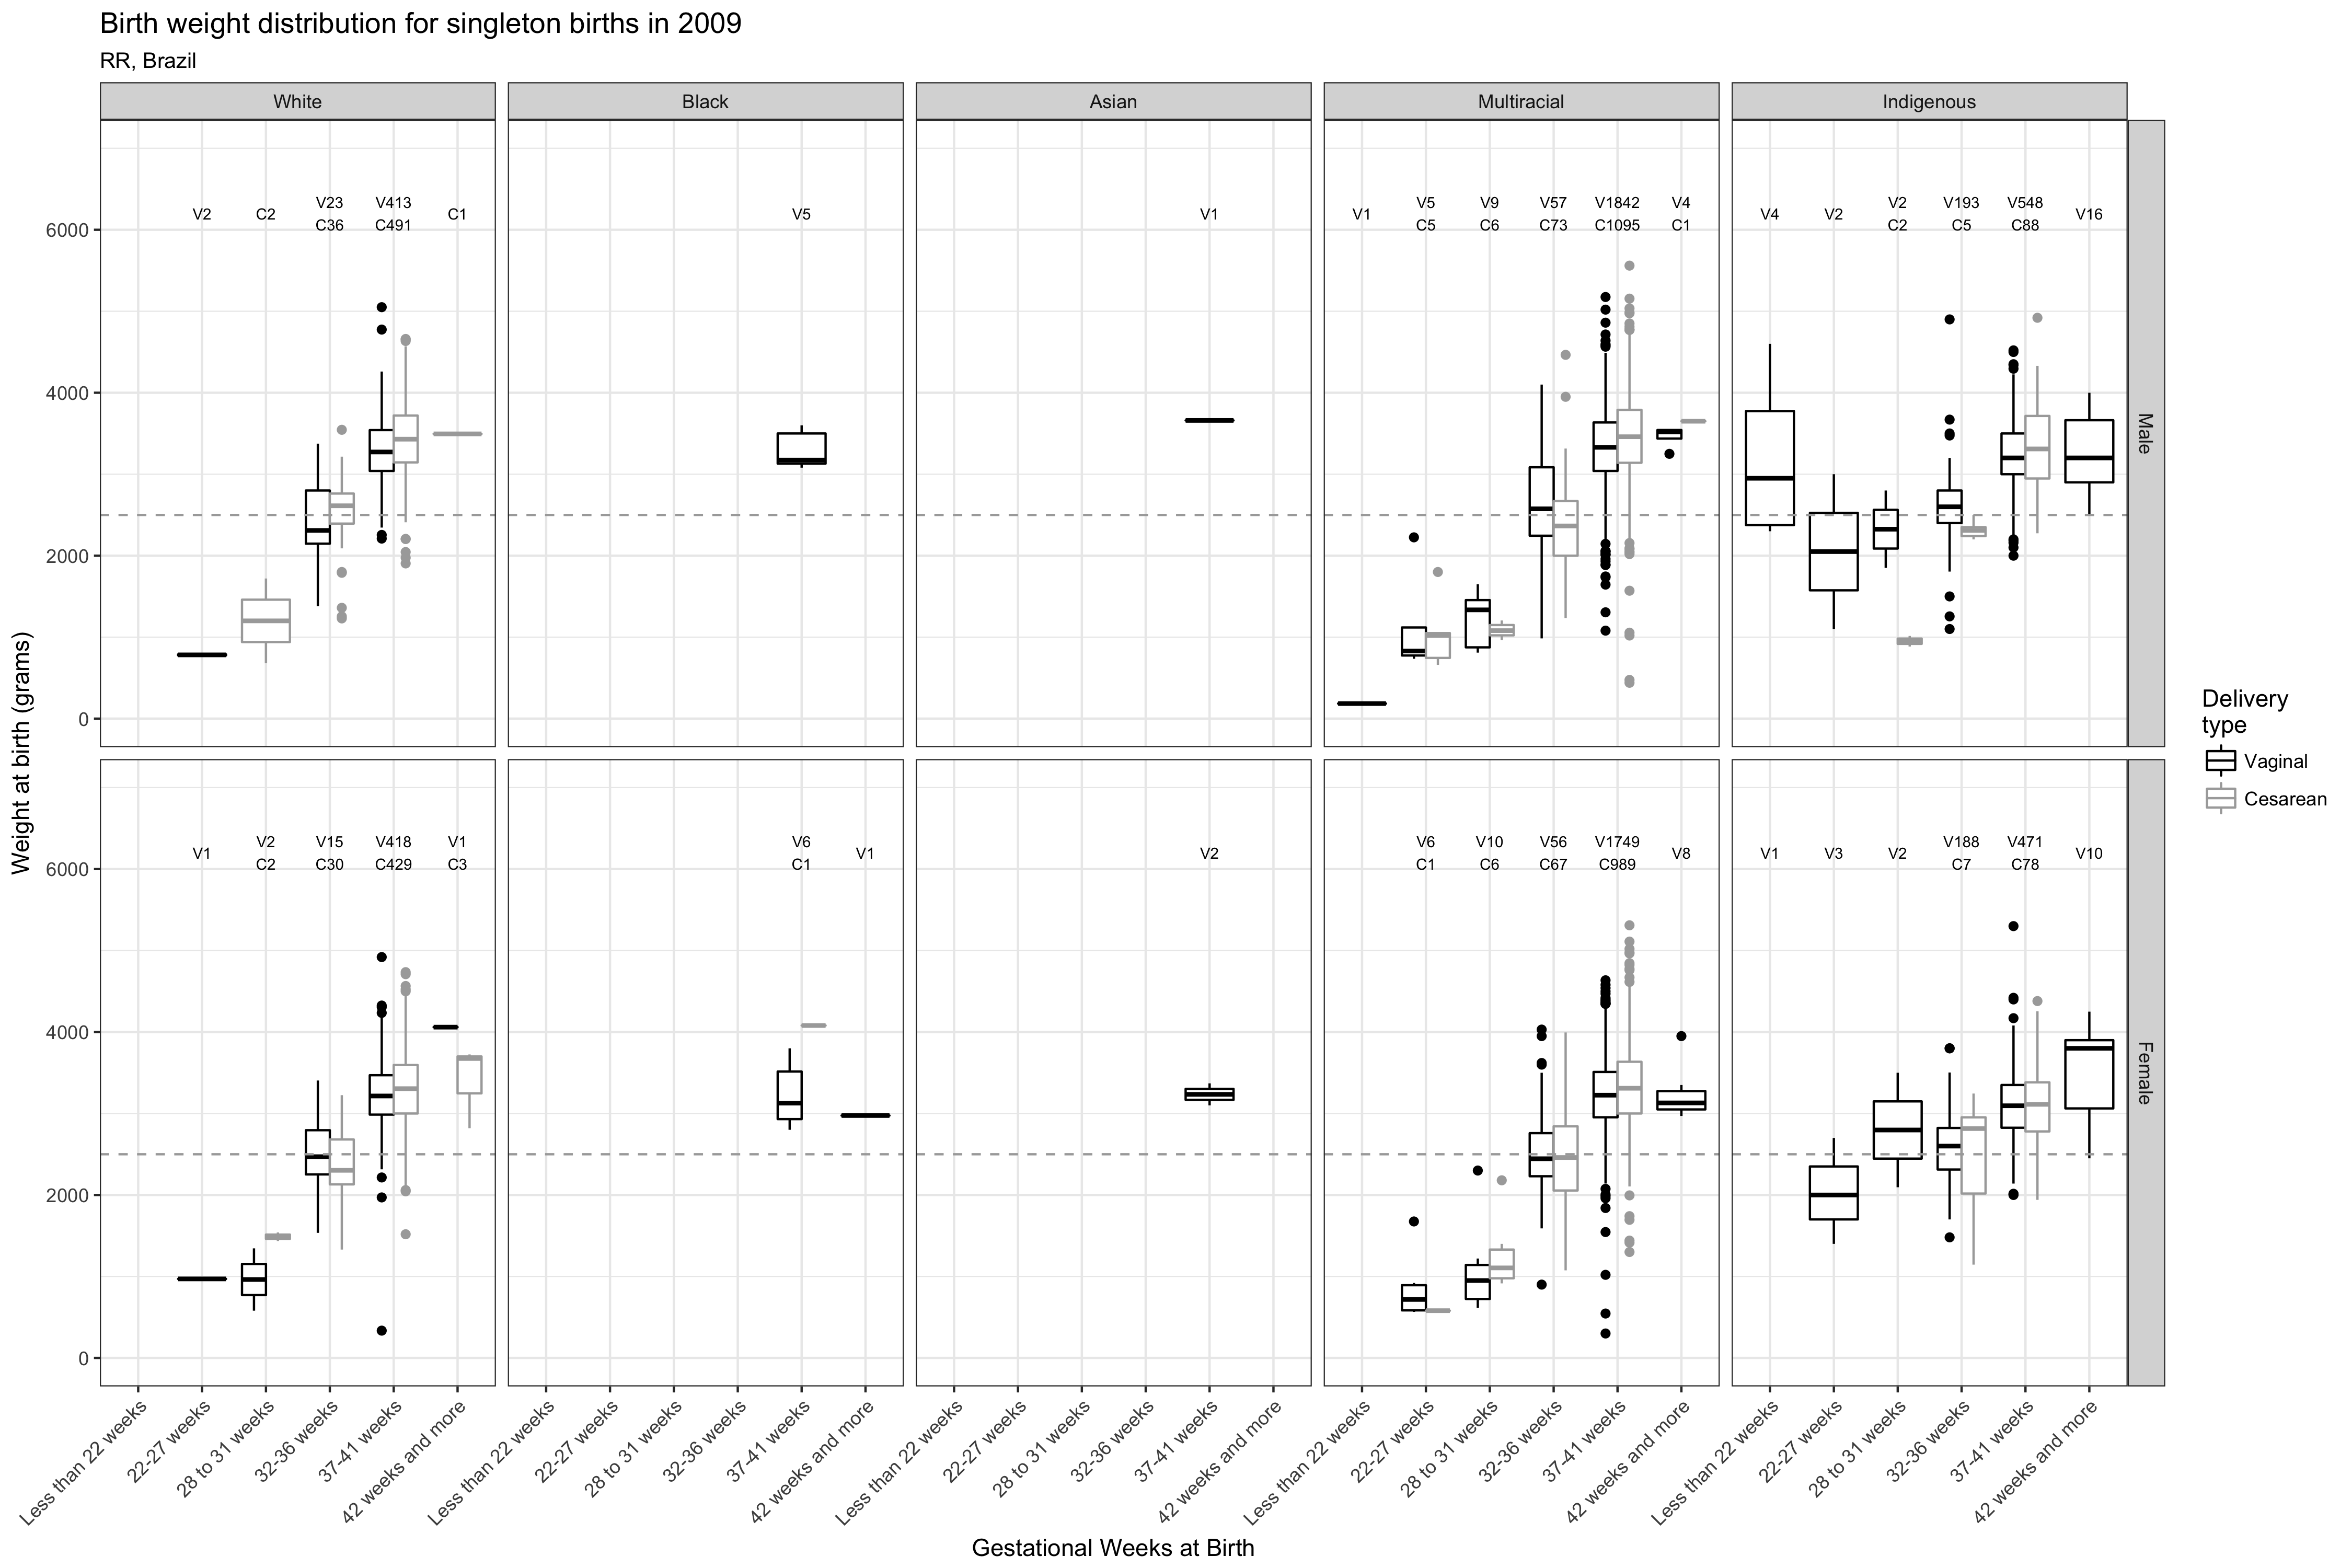 Birth weight distribution for singleton births in 2009
RR, Brazil
White
Black
Asian
Multiracial
Indigenous
V2
C2
V23
C36
V413
C491
C1
V5
V1
V1
V5
C5
V9
C6
V57
C73
V1842
C1095
V4
C1
V4
V2
V2
C2
V193
C5
V548
C88
V16
6000
4000
2000
0
Male
Weight at birth (grams)
V1
V2
C2
V15
C30
V418
C429
V1
C3
V6
C1
V1
V2
V6
C1
V10
C6
V56
C67
V1749
C989
V8
V1
V3
V2
V188
C7
V471
C78
V10
6000
4000
2000
0
Female
Less than 22 weeks
22-27 weeks
28 to 31 weeks
32-36 weeks
37-41 weeks
42 weeks and more
Less than 22 weeks
22-27 weeks
28 to 31 weeks
32-36 weeks
37-41 weeks
42 weeks and more
Less than 22 weeks
22-27 weeks
28 to 31 weeks
32-36 weeks
37-41 weeks
42 weeks and more
Less than 22 weeks
22-27 weeks
28 to 31 weeks
32-36 weeks
37-41 weeks
42 weeks and more
Less than 22 weeks
22-27 weeks
28 to 31 weeks
32-36 weeks
37-41 weeks
42 weeks and more
Gestational Weeks at Birth
Delivery
type
Vaginal
Cesarean